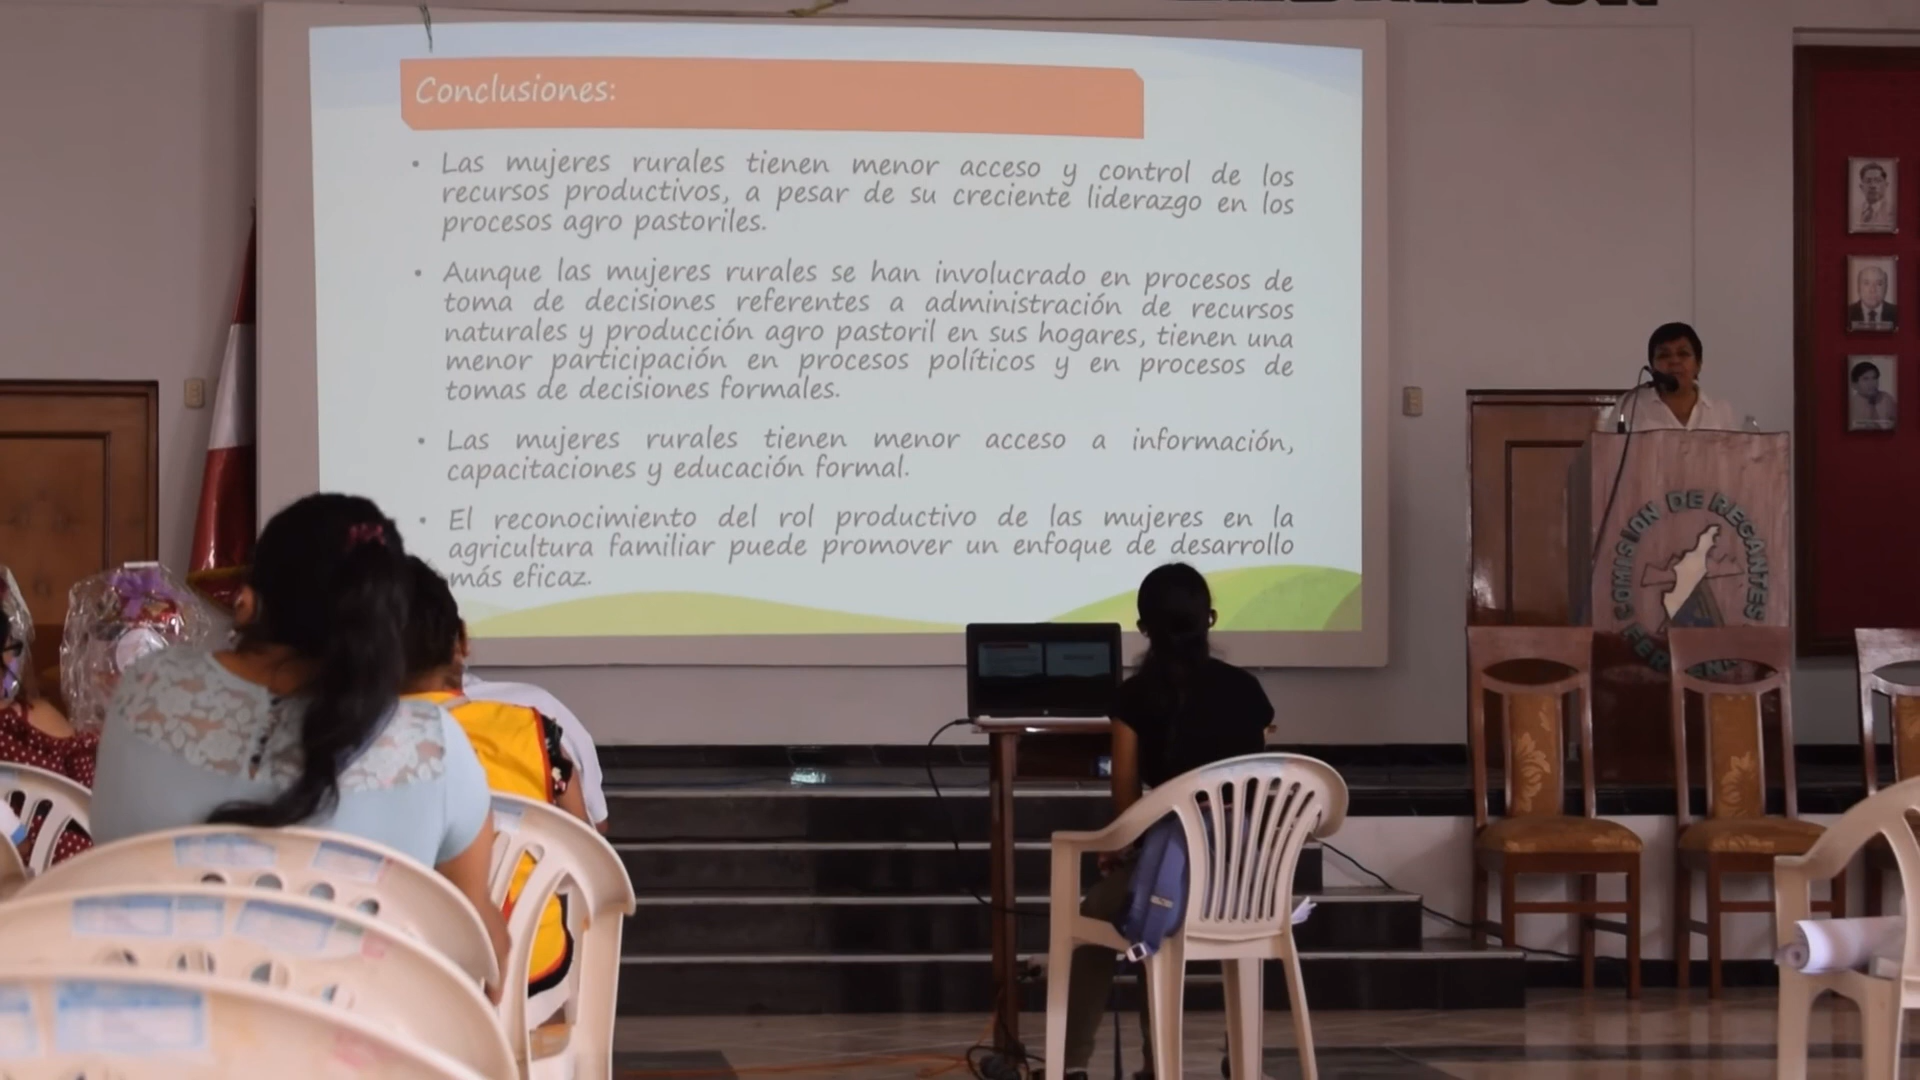 Conclusiones:
• Las mujeres rurales tienen menor acceso y control de los
recursos productivos, a pesar de su creciente liderazgo en los
procesos agro pastoriles.
• Aunque las mujeres rurales se han involucrado en procesos de
toma de decisiones referentes a administración de recursos
naturales y producción agro pastoril en sus hogares, tienen una
menor participación en procesos políticos y en procesos de
tomas de decisiones formales.
• Las mujeres rurales tienen menor acceso a información,
capacitaciones y educación formal.
• El reconocimiento del rol productivo de las mujeres en la
agricultura familiar puede promover un enfoque de desarrollo
más eficaz.
COMISION DE REGANTES